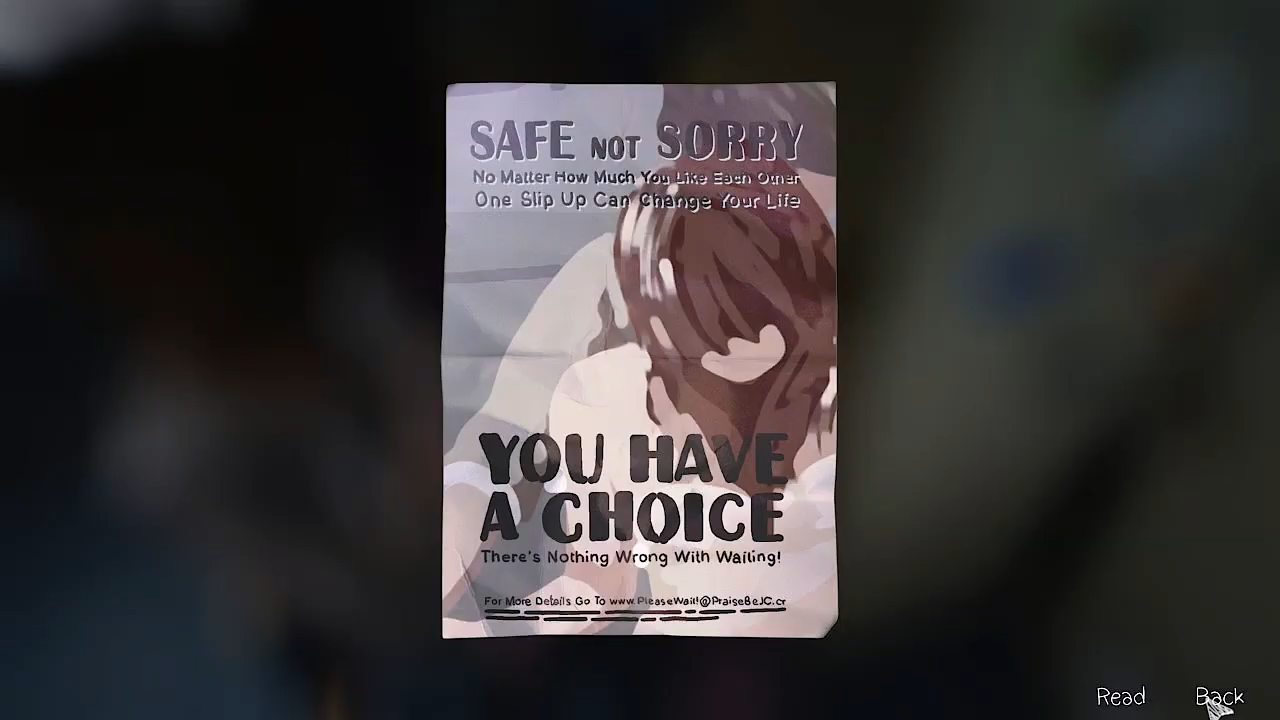 SAFE NOT SORRY
No Matter How Much You Like Each Other
One Slip Up Can Change Your Life
YOU HAVE
A CHOICE
There's Nothing Wrong With Waiting!
For More Details Go To www.PleaseWait!@PraiseBeJC.cr
Read Back